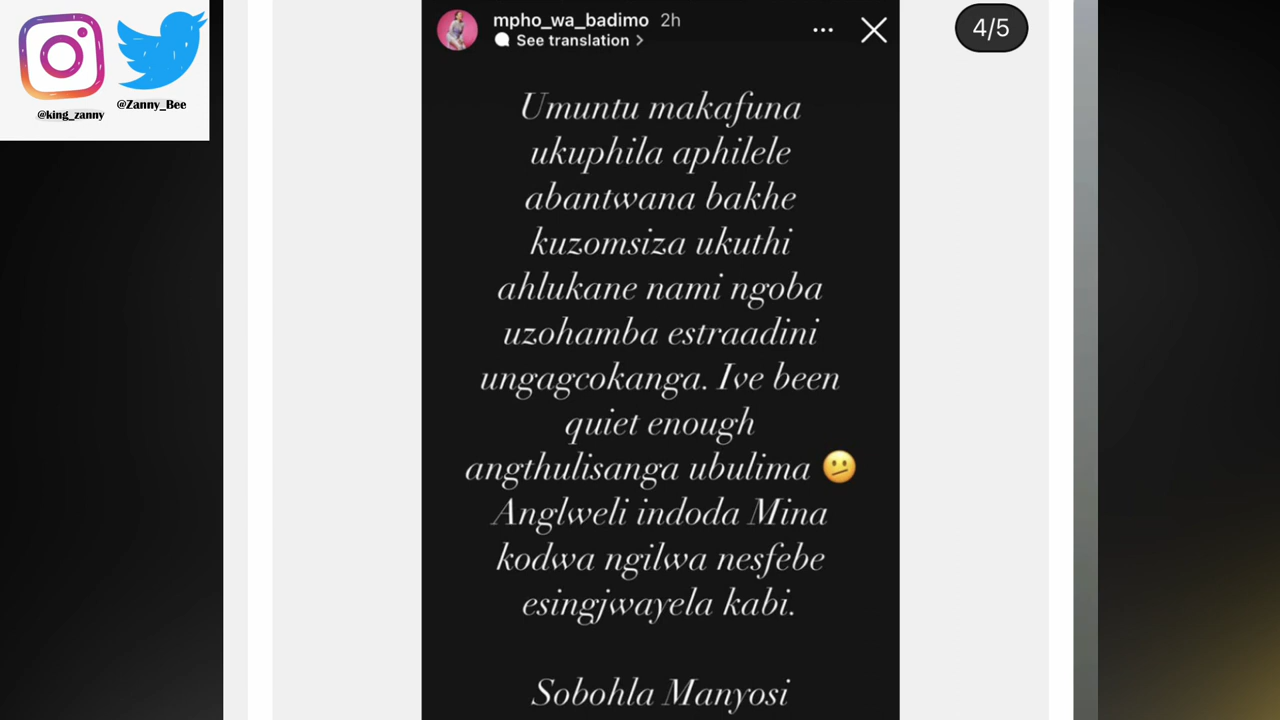 @king_zanny
@Zanny_Bee
mpho_wa_badimo 2h
See translation >
4/5
Umuntu makafuna
ukuphila aphilele
abantwana bakhe
kuzomsiza ukuthi
ahlukane nami ngoba
uzohamba estraadini
ungagcokanga. Ive been
quiet enough
angthulisanga ubulima 🫤
Anglweli indoda Mina
kodwa ngilwa nesfebe
esingjwayela kabi.
Sobohla Manyosi